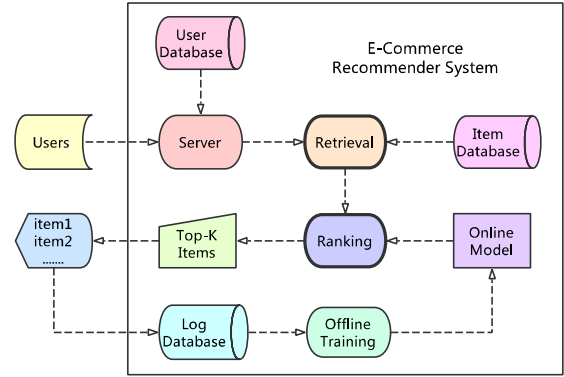 User
Database
E-Commerce
Recommender System
Users
Server
Retrieval
Item
Database
item1
item2
.......
Top-K
Items
Ranking
Online
Model
Log
Database
Offline
Training